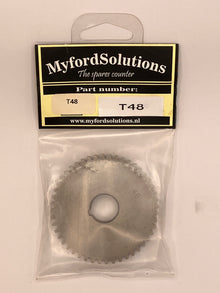 MyfordSolutions
The spares counter
Part number:
T48 T48
www.myfordsolutions.nl